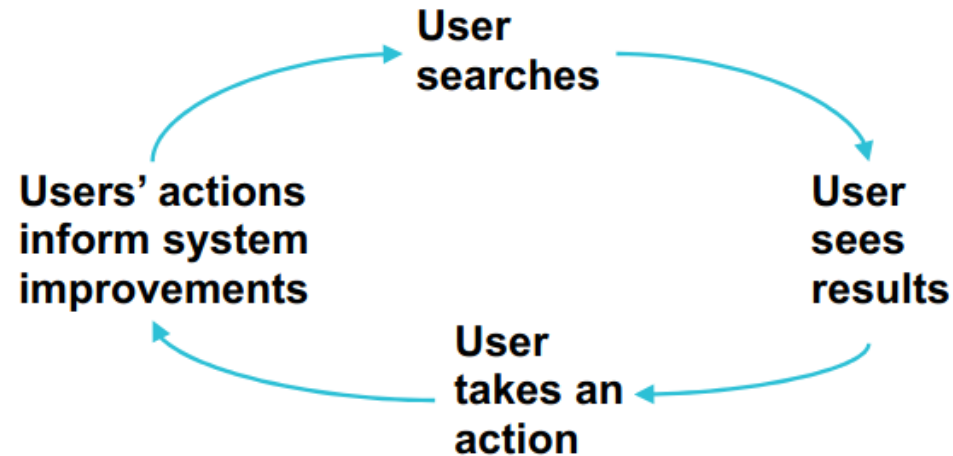 User
searches
User
sees
results
User
takes an
action
Users’ actions
inform system
improvements